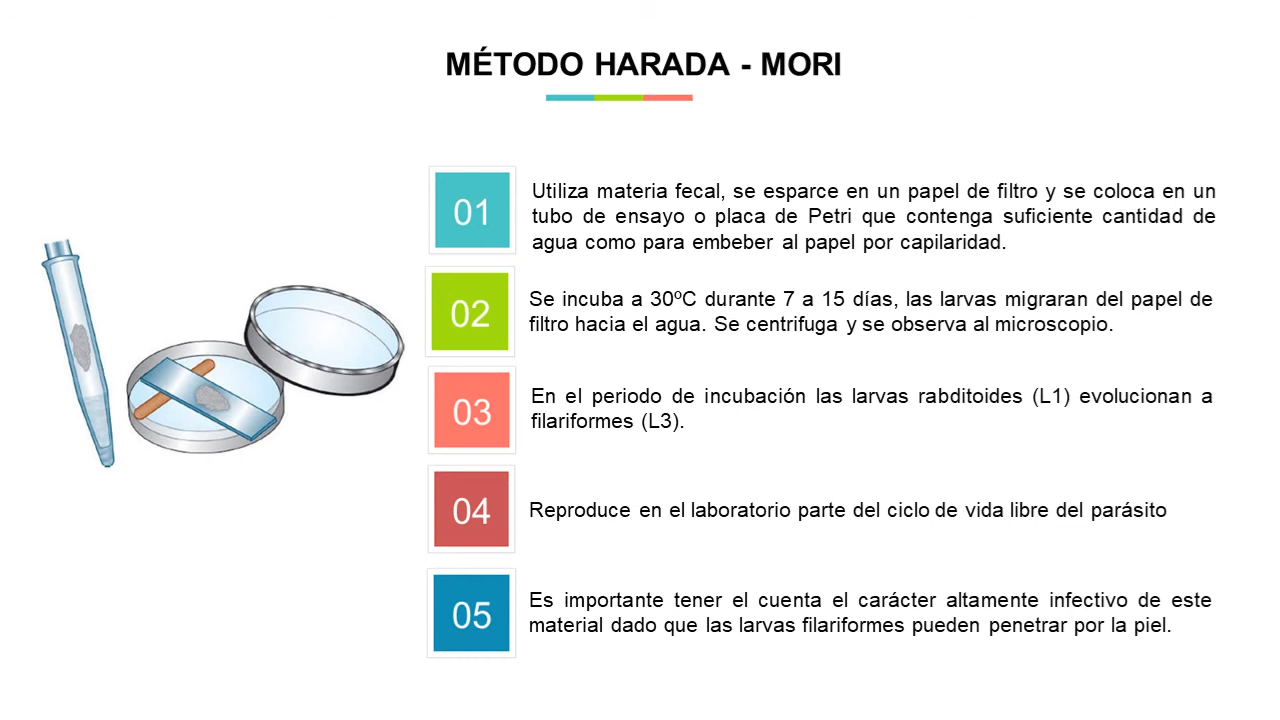 MÉTODO HARADA - MORI
01
Utiliza materia fecal, se esparce en un papel de filtro y se coloca en un
tubo de ensayo o placa de Petri que contenga suficiente cantidad de
agua como para embeber al papel por capilaridad.
02
Se incuba a 30ºC durante 7 a 15 días, las larvas migraran del papel de
filtro hacia el agua. Se centrifuga y se observa al microscopio.
03
En el periodo de incubación las larvas rabditoides (L1) evolucionan a
filariformes (L3).
04
Reproduce en el laboratorio parte del ciclo de vida libre del parásito
05
Es importante tener el cuenta el carácter altamente infectivo de este
material dado que las larvas filariformes pueden penetrar por la piel.